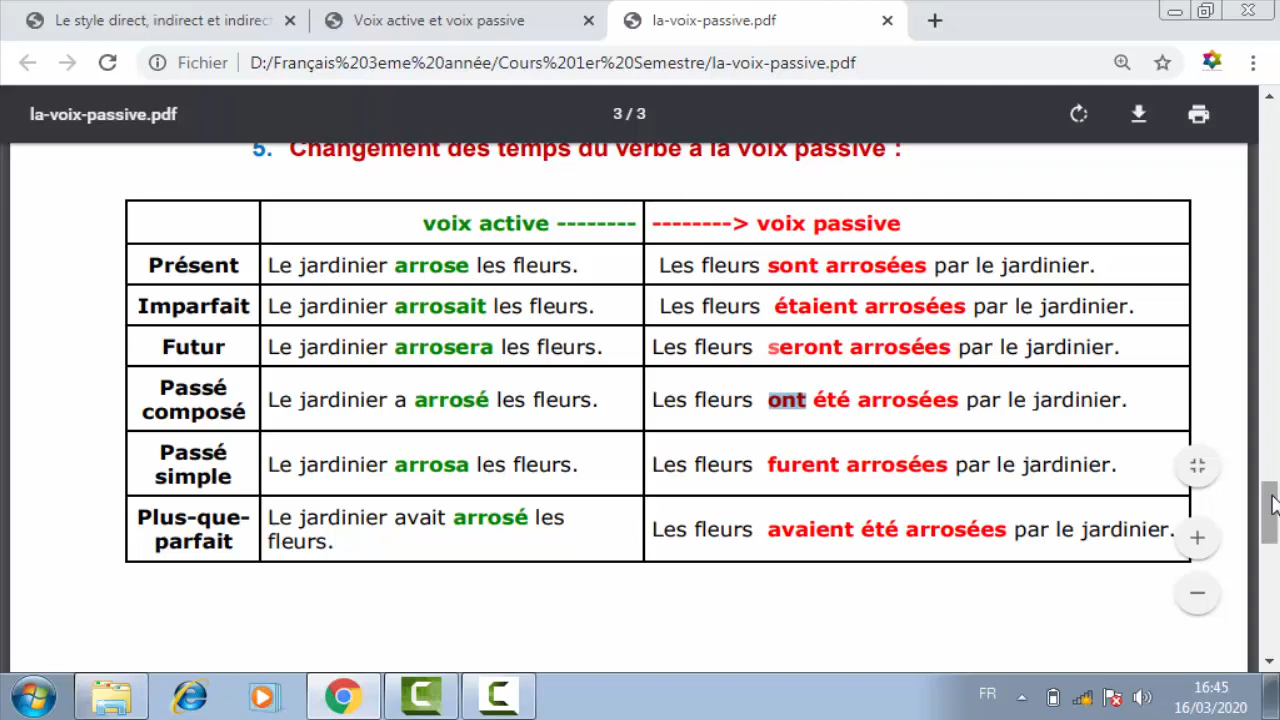 Le style direct, indirect et indirec
Voix active et voix passive
la-voix-passive.pdf
Fichier
D:/Français%203eme%20année/Cours%201er%20Semestre/la-voix-passive.pdf
la-voix-passive.pdf
3 / 3
5. Changement des temps du verbe à la voix passive :
voix active -------- --------> voix passive
Présent Le jardinier arrose les fleurs. Les fleurs sont arrosées par le jardinier.
Imparfait Le jardinier arrosait les fleurs. Les fleurs étaient arrosées par le jardinier.
Futur Le jardinier arrosera les fleurs. Les fleurs seront arrosées par le jardinier.
Passé
composé
Le jardinier a arrosé les fleurs. Les fleurs ont été arrosées par le jardinier.
Passé
simple
Le jardinier arrosa les fleurs. Les fleurs furent arrosées par le jardinier.
Plus-que-
parfait
Le jardinier avait arrosé les
fleurs.
Les fleurs avaient été arrosées par le jardinier.
FR
16:45
16/03/2020